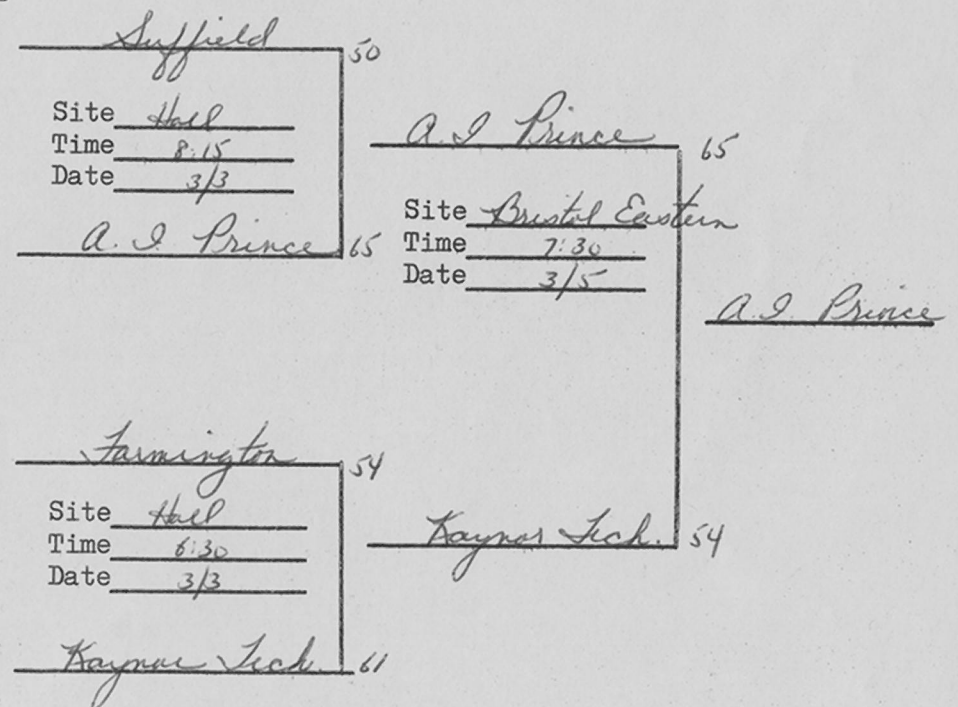 Suffield 50
Site Hall
Time 8:15
Date 3/3
A. I. Prince 65
A. I Prince 65
Site Bristol Eastern
Time 7:30
Date 3/5
A. I. Prince
Farmington 54
Site Hall
Time 6:30
Date 3/3
Kaynor Tech. 61
Kaynor Tech. 54